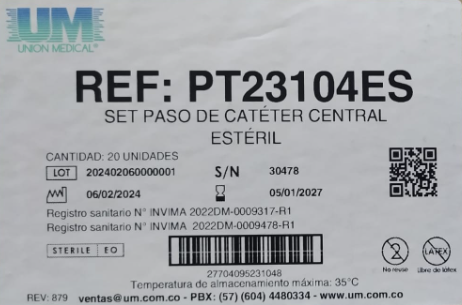 UM
UNION MEDICAL®
REF: PT23104ES
SET PASO DE CATÉTER CENTRAL
ESTÉRIL
CANTIDAD: 20 UNIDADES
LOT 202402060000001 S/N 30478
06/02/2024 05/01/2027
Registro sanitario N° INVIMA 2022DM-0009317-R1
Registro sanitario N° INVIMA 2022DM-0009478-R1
STERILE EO
2
LATEX
No reuse Libre de látex
27704095231048
Temperatura de almacenamiento máxima: 35°C
REV: 879 ventas@um.com.co - PBX: (57) (604) 4480334 - www.um.com.co